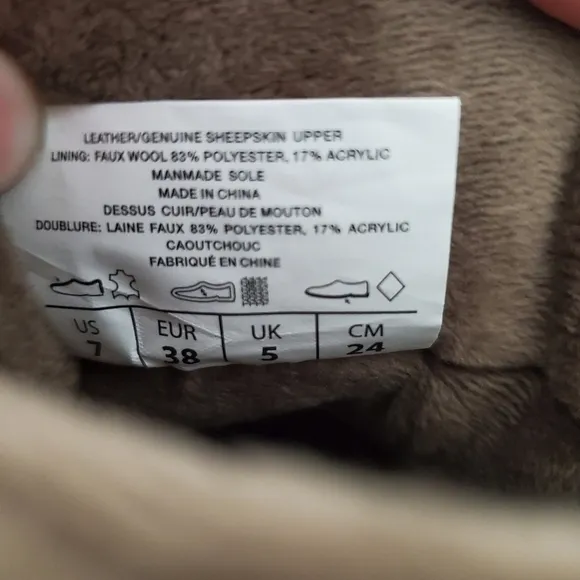 LEATHER/GENUINE SHEEPSKIN UPPER
LINING: FAUX WOOL 83% POLYESTER, 17% ACRYLIC
MANMADE SOLE
MADE IN CHINA
DESSUS CUIR/PEAU DE MOUTON
DOUBLURE: LAINE FAUX 83% POLYESTER, 17% ACRYLIC
CAOUTCHOUC
FABRIQUÉ EN CHINE
US EUR UK CM
7 38 5 24